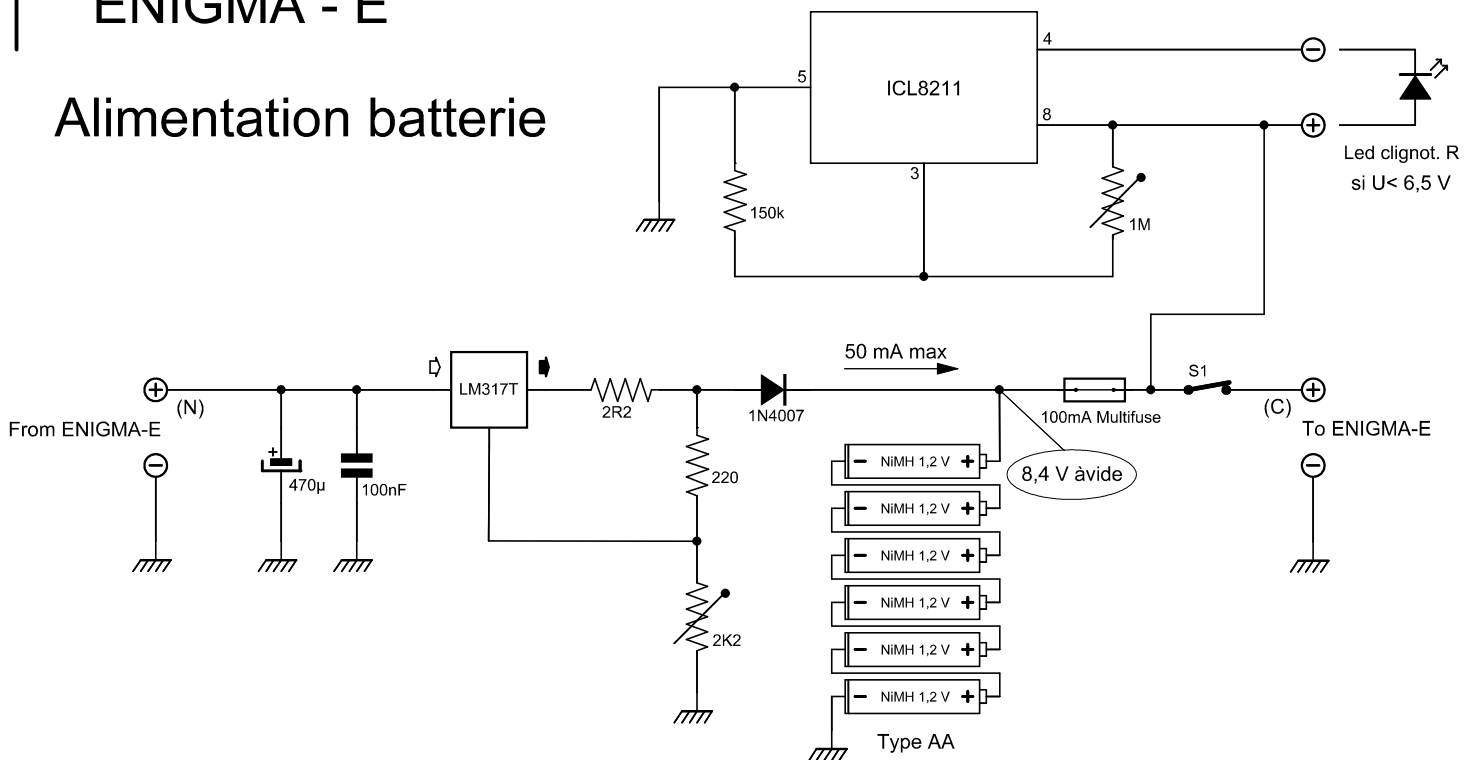 ENIGMA - E
Alimentation batterie
ICL8211
4
5
8
3
150k
1M
Led clignot. R
si U< 6,5 V
50 mA max
S1
LM317T
2R2
1N4007
100mA Multifuse
(N)
(C)
From ENIGMA-E
To ENIGMA-E
+
470µ
100nF
220
2K2
8,4 V àvide
NiMH 1,2 V
NiMH 1,2 V
NiMH 1,2 V
NiMH 1,2 V
NiMH 1,2 V
NiMH 1,2 V
Type AA